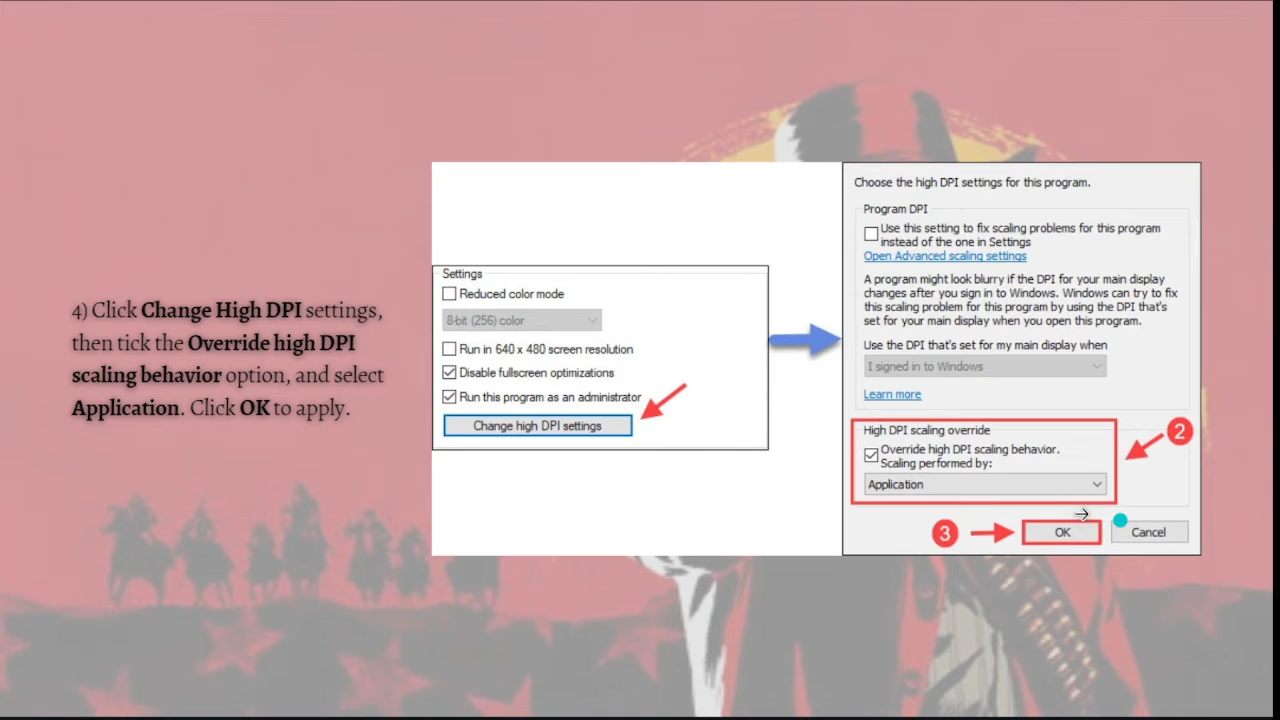 4) Click Change High DPI settings,
then tick the Override high DPI
scaling behavior option, and select
Application. Click OK to apply.
Settings
Reduced color mode
8-bit (256) color
Run in 640 x 480 screen resolution
Disable fullscreen optimizations
Run this program as an administrator
Change high DPI settings
Choose the high DPI settings for this program.
Program DPI
Use this setting to fix scaling problems for this program
instead of the one in Settings
Open Advanced scaling settings
A program might look blurry if the DPI for your main display
changes after you sign in to Windows. Windows can try to fix
this scaling problem for this program by using the DPI that's
set for your main display when you open this program.
Use the DPI that's set for my main display when
I signed in to Windows
Learn more
High DPI scaling override
Override high DPI scaling behavior.
Scaling performed by:
Application
2
3
OK
Cancel